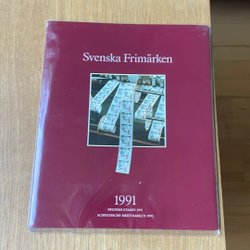 Svenska Frimärken
1991
SWEDISH STAMPS 1991
SCHWEDISCHE BRIEFMARKEN 1991